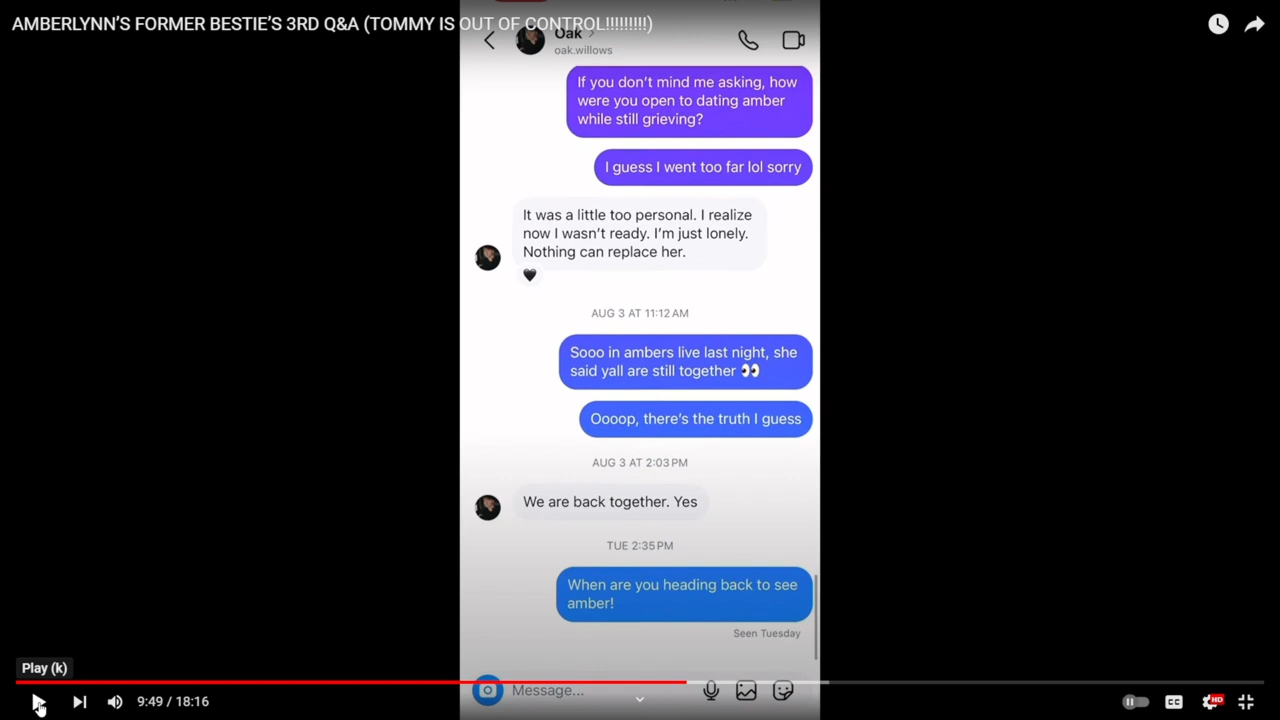 AMBERLYNN’S FORMER BESTIE’S 3RD Q&A (TOMMY IS OUT OF CONTROL!!!!!!!!!)
Oak
oak.willows
If you don’t mind me asking, how
were you open to dating amber
while still grieving?
I guess I went too far lol sorry
It was a little too personal. I realize
now I wasn’t ready. I’m just lonely.
Nothing can replace her.
🖤
AUG 3 AT 11:12 AM
Sooo in ambers live last night, she
said yall are still together 👀
Oooop, there’s the truth I guess
AUG 3 AT 2:03 PM
We are back together. Yes
TUE 2:35 PM
When are you heading back to see
amber!
Seen Tuesday
Play (k)
Message...
9:49 / 18:16
CC
HD